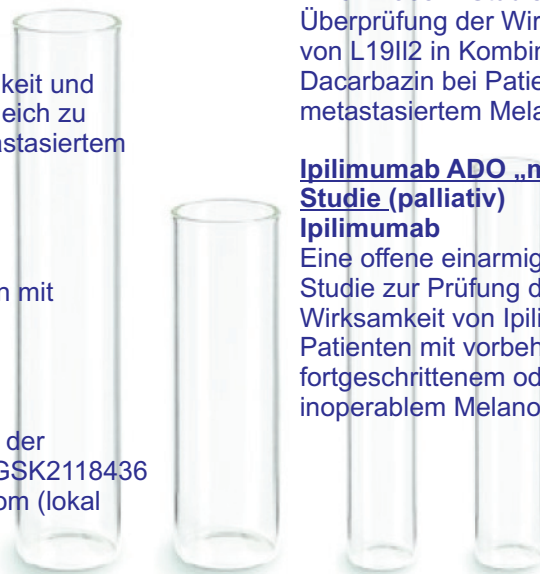 keit und
eich zu
astasiertem
n mit
der
GSK2118436
om (lokal
Überprüfung der Wir
von L19Il2 in Kombin
Dacarbazin bei Patie
metastasiertem Mela
Ipilimumab ADO „m
Studie (palliativ)
Ipilimumab
Eine offene einarmig
Studie zur Prüfung d
Wirksamkeit von Ipili
Patienten mit vorbeh
fortgeschrittenem od
inoperablem Melano